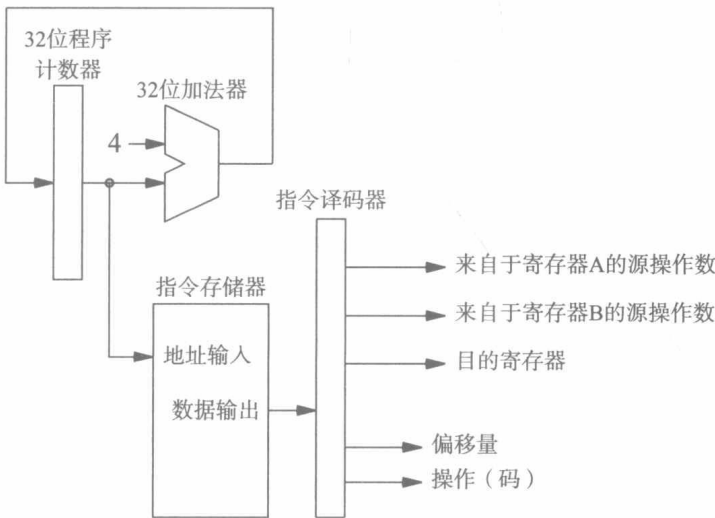 32位程序
计数器
32位加法器
4
指令译码器
来自于寄存器A的源操作数
指令存储器
来自于寄存器B的源操作数
地址输入
目的寄存器
数据输出
偏移量
操作（码）